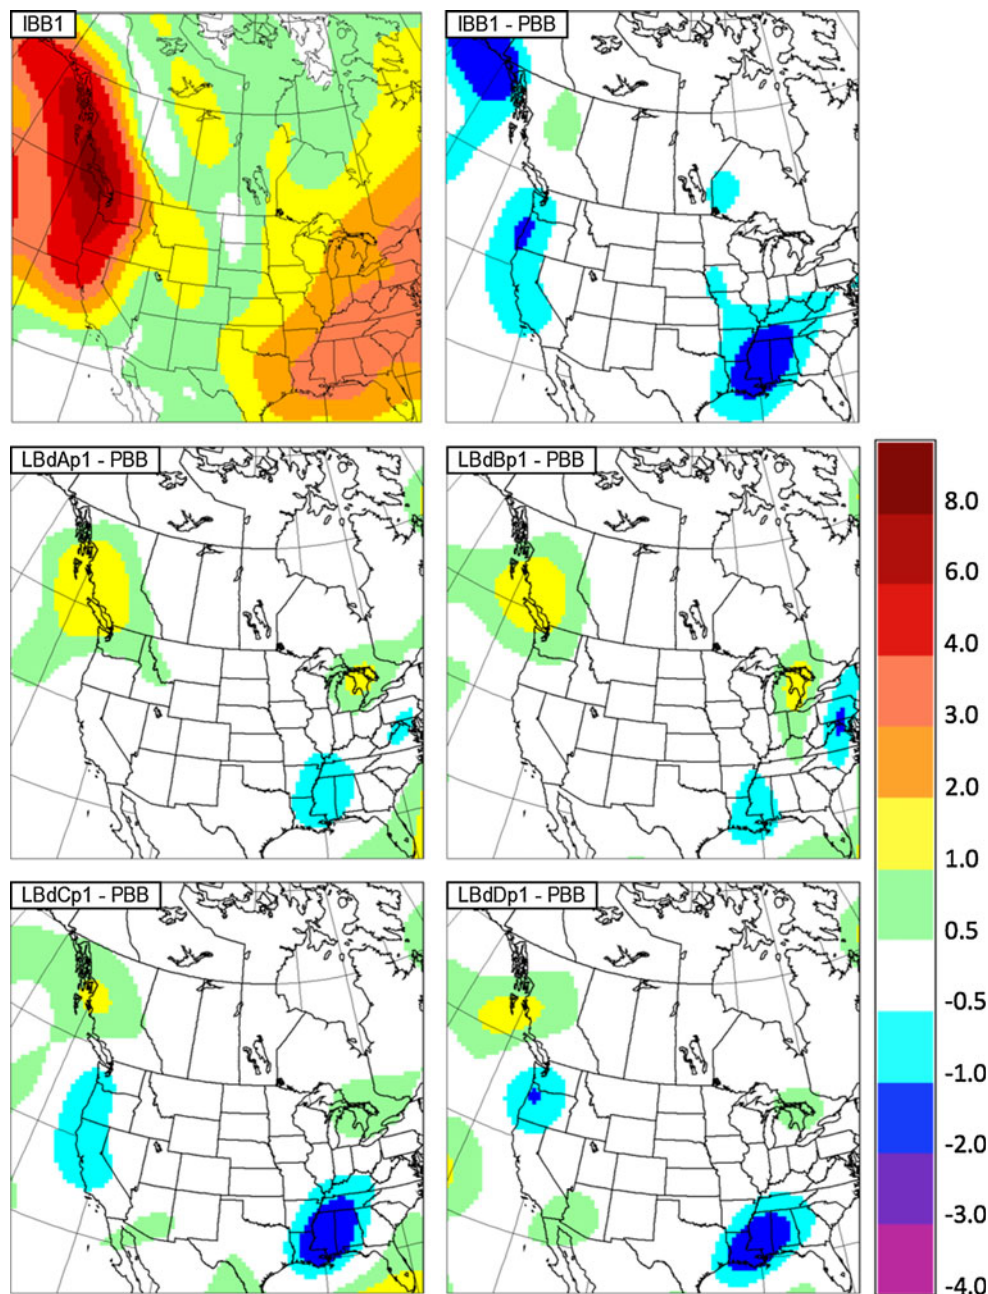 IBB1
IBB1 - PBB
LBdAp1 - PBB
LBdBp1 - PBB
LBdCp1 - PBB
LBdDp1 - PBB
8.0
6.0
4.0
3.0
2.0
1.0
0.5
-0.5
-1.0
-2.0
-3.0
-4.0